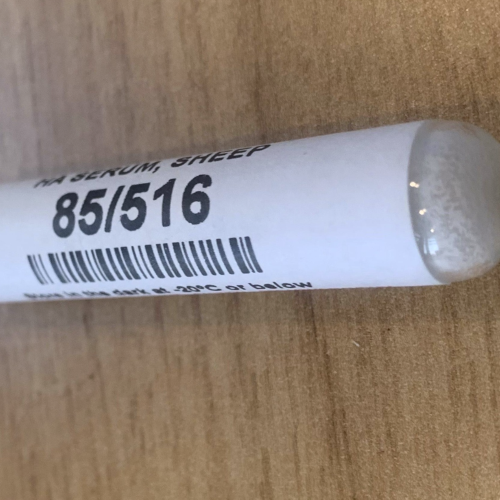 HA SERUM, SHEEP
85/516
Store in the dark at -20°C or below